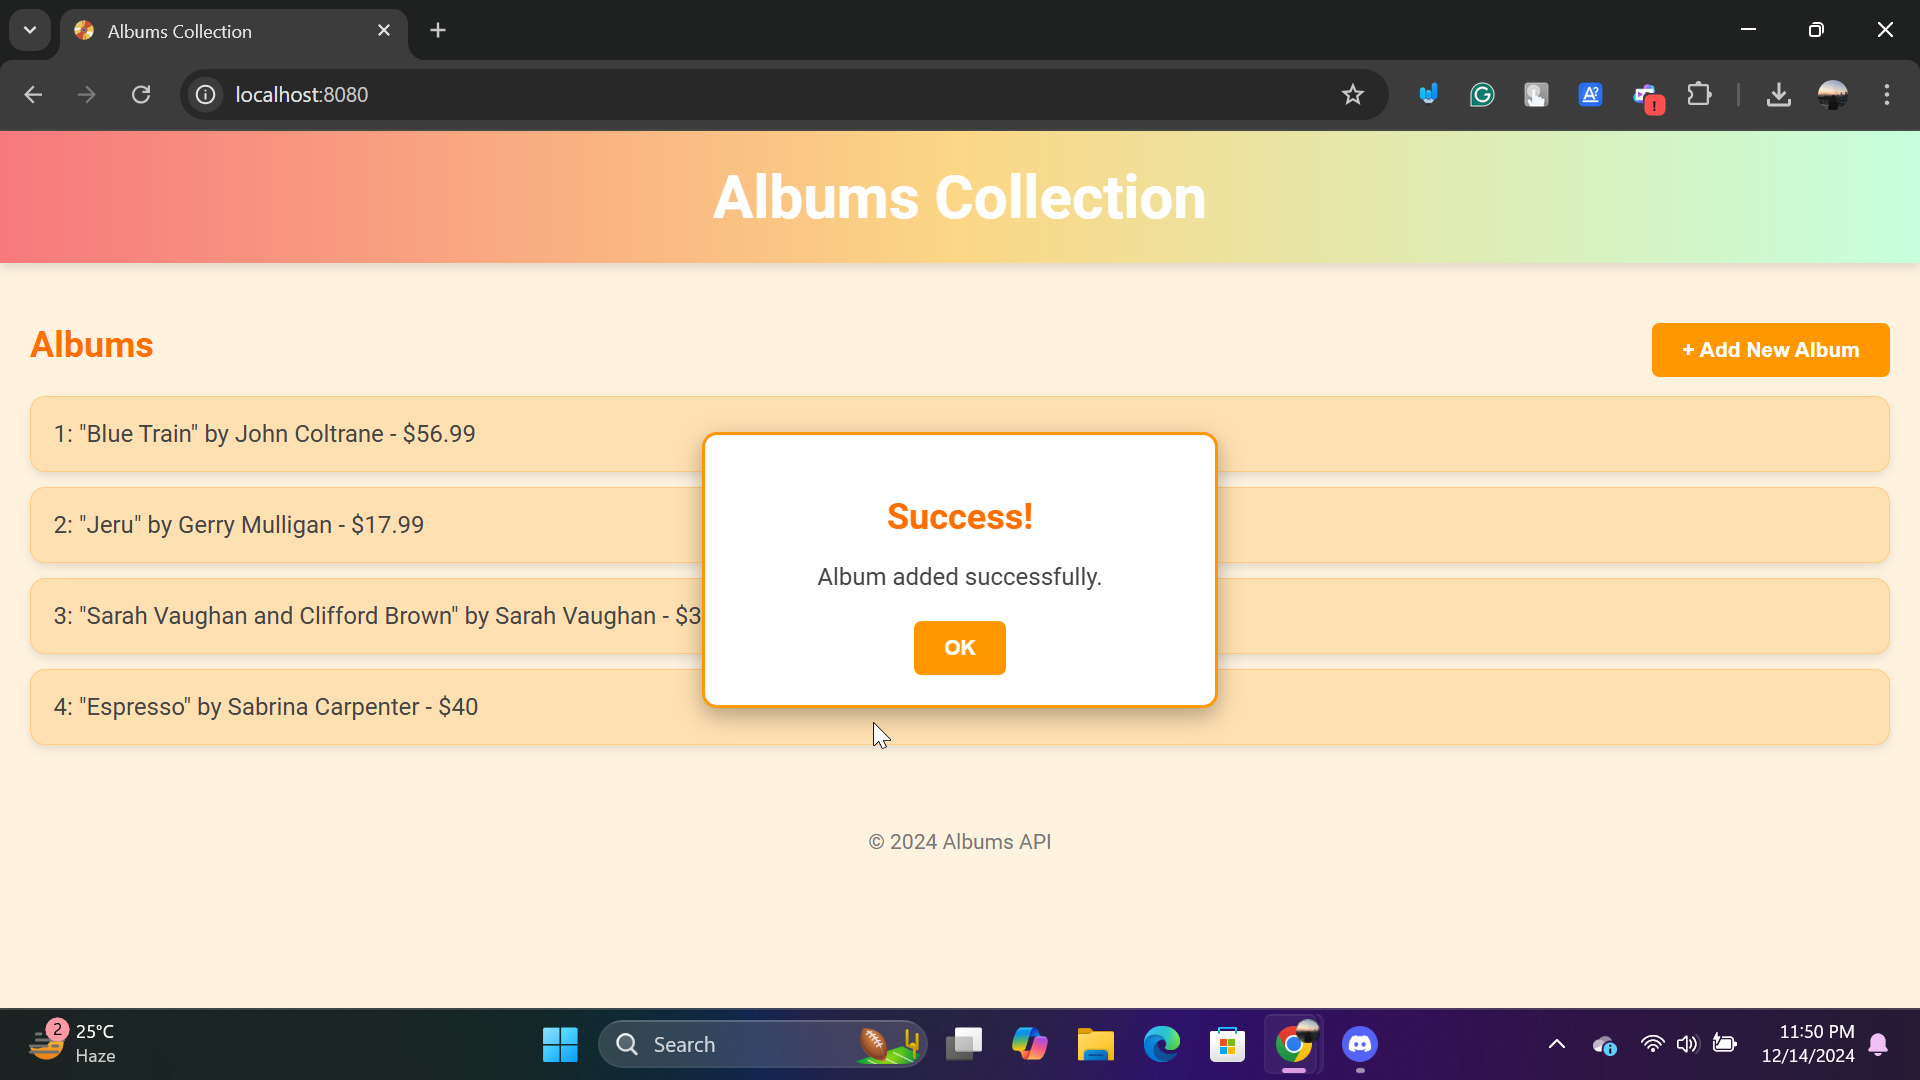 Albums Collection
localhost:8080
Albums Collection
Albums
+ Add New Album
1: "Blue Train" by John Coltrane - $56.99
2: "Jeru" by Gerry Mulligan - $17.99
3: "Sarah Vaughan and Clifford Brown" by Sarah Vaughan - $3
4: "Espresso" by Sabrina Carpenter - $40
Success!
Album added successfully.
OK
© 2024 Albums API
2
25°C
Haze
Search
11:50 PM
12/14/2024